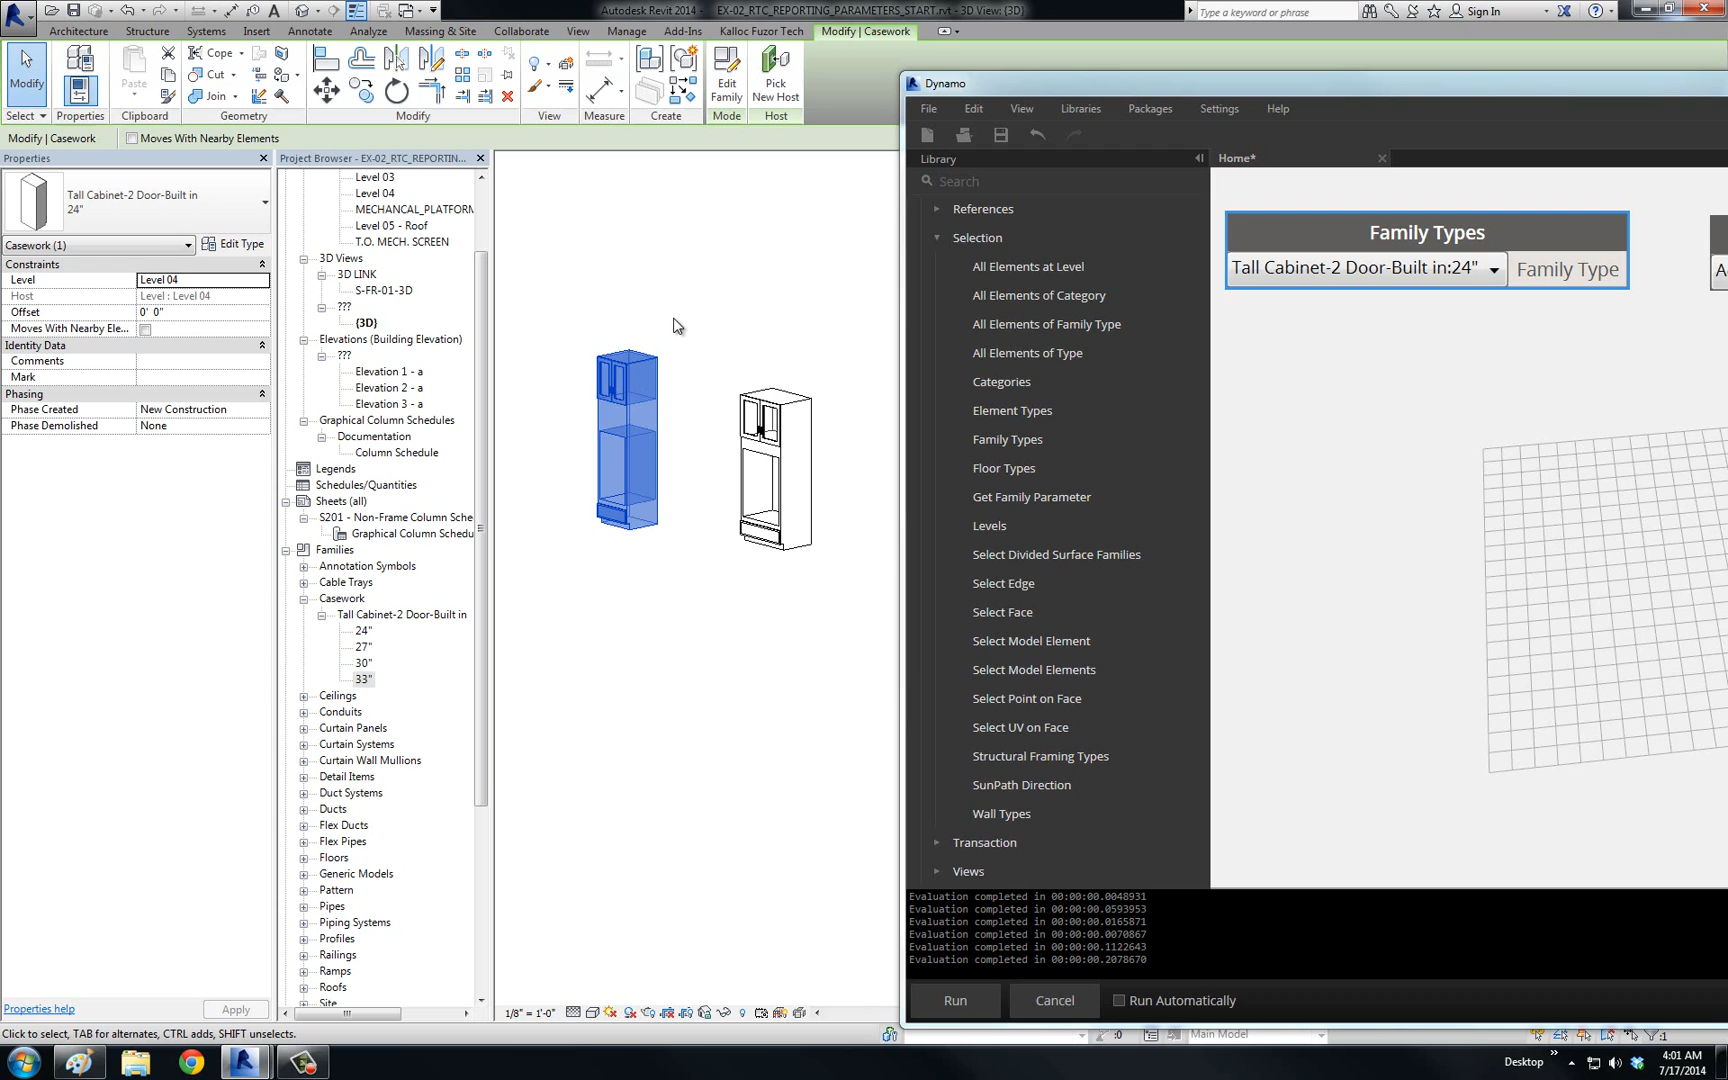 Autodesk Revit 2014 - EX-02_RTC_REPORTING_PARAMETERS_START.rvt - 3D View: {3D}
Type a keyword or phrase
Sign In
Architecture Structure Systems Insert Annotate Analyze Massing & Site Collaborate View Manage Add-Ins Kalloc Fuzor Tech Modify | Casework
Modify
Paste
Cope
Cut
Join
Edit Family
Pick New Host
Select Properties Clipboard Geometry Modify View Measure Create Mode Host
Modify | Casework Moves With Nearby Elements
Properties
Tall Cabinet-2 Door-Built in
24"
Casework (1) Edit Type
Constraints
Level Level 04
Host Level : Level 04
Offset 0' 0"
Moves With Nearby Ele...
Identity Data
Comments
Mark
Phasing
Phase Created New Construction
Phase Demolished None
Properties help Apply
Project Browser - EX-02_RTC_REPORTIN...
Level 03
Level 04
MECHANCAL_PLATFORM
Level 05 - Roof
T.O. MECH. SCREEN
3D Views
3D LINK
S-FR-01-3D
???
{3D}
Elevations (Building Elevation)
???
Elevation 1 - a
Elevation 2 - a
Elevation 3 - a
Graphical Column Schedules
Documentation
Column Schedule
Legends
Schedules/Quantities
Sheets (all)
S201 - Non-Frame Column Sche
Graphical Column Schedu
Families
Annotation Symbols
Cable Trays
Casework
Tall Cabinet-2 Door-Built in
24"
27"
30"
33"
Ceilings
Conduits
Curtain Panels
Curtain Systems
Curtain Wall Mullions
Detail Items
Duct Systems
Ducts
Flex Ducts
Flex Pipes
Floors
Generic Models
Pattern
Pipes
Piping Systems
Profiles
Railings
Ramps
Roofs
Site
1/8" = 1'-0"
Dynamo
File Edit View Libraries Packages Settings Help
Library
Home*
Search
References
Selection
All Elements at Level
All Elements of Category
All Elements of Family Type
All Elements of Type
Categories
Element Types
Family Types
Floor Types
Get Family Parameter
Levels
Select Divided Surface Families
Select Edge
Select Face
Select Model Element
Select Model Elements
Select Point on Face
Select UV on Face
Structural Framing Types
SunPath Direction
Wall Types
Transaction
Views
Family Types
Tall Cabinet-2 Door-Built in:24" Family Type
Evaluation completed in 00:00:00.0048931
Evaluation completed in 00:00:00.0593953
Evaluation completed in 00:00:00.0165871
Evaluation completed in 00:00:00.0070867
Evaluation completed in 00:00:00.1122643
Evaluation completed in 00:00:00.2078670
Run Cancel Run Automatically
Click to select, TAB for alternates, CTRL adds, SHIFT unselects.
:0 Main Model :1
Desktop
4:01 AM
7/17/2014